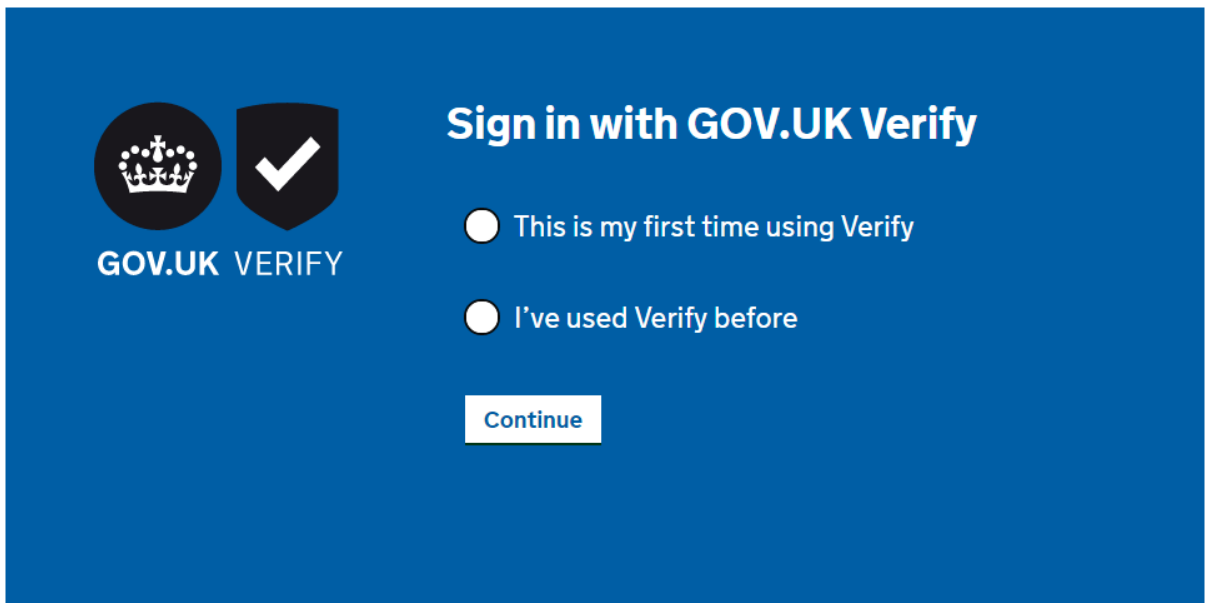 Sign in with GOV.UK Verify
This is my first time using Verify
I've used Verify before
Continue
GOV.UK VERIFY